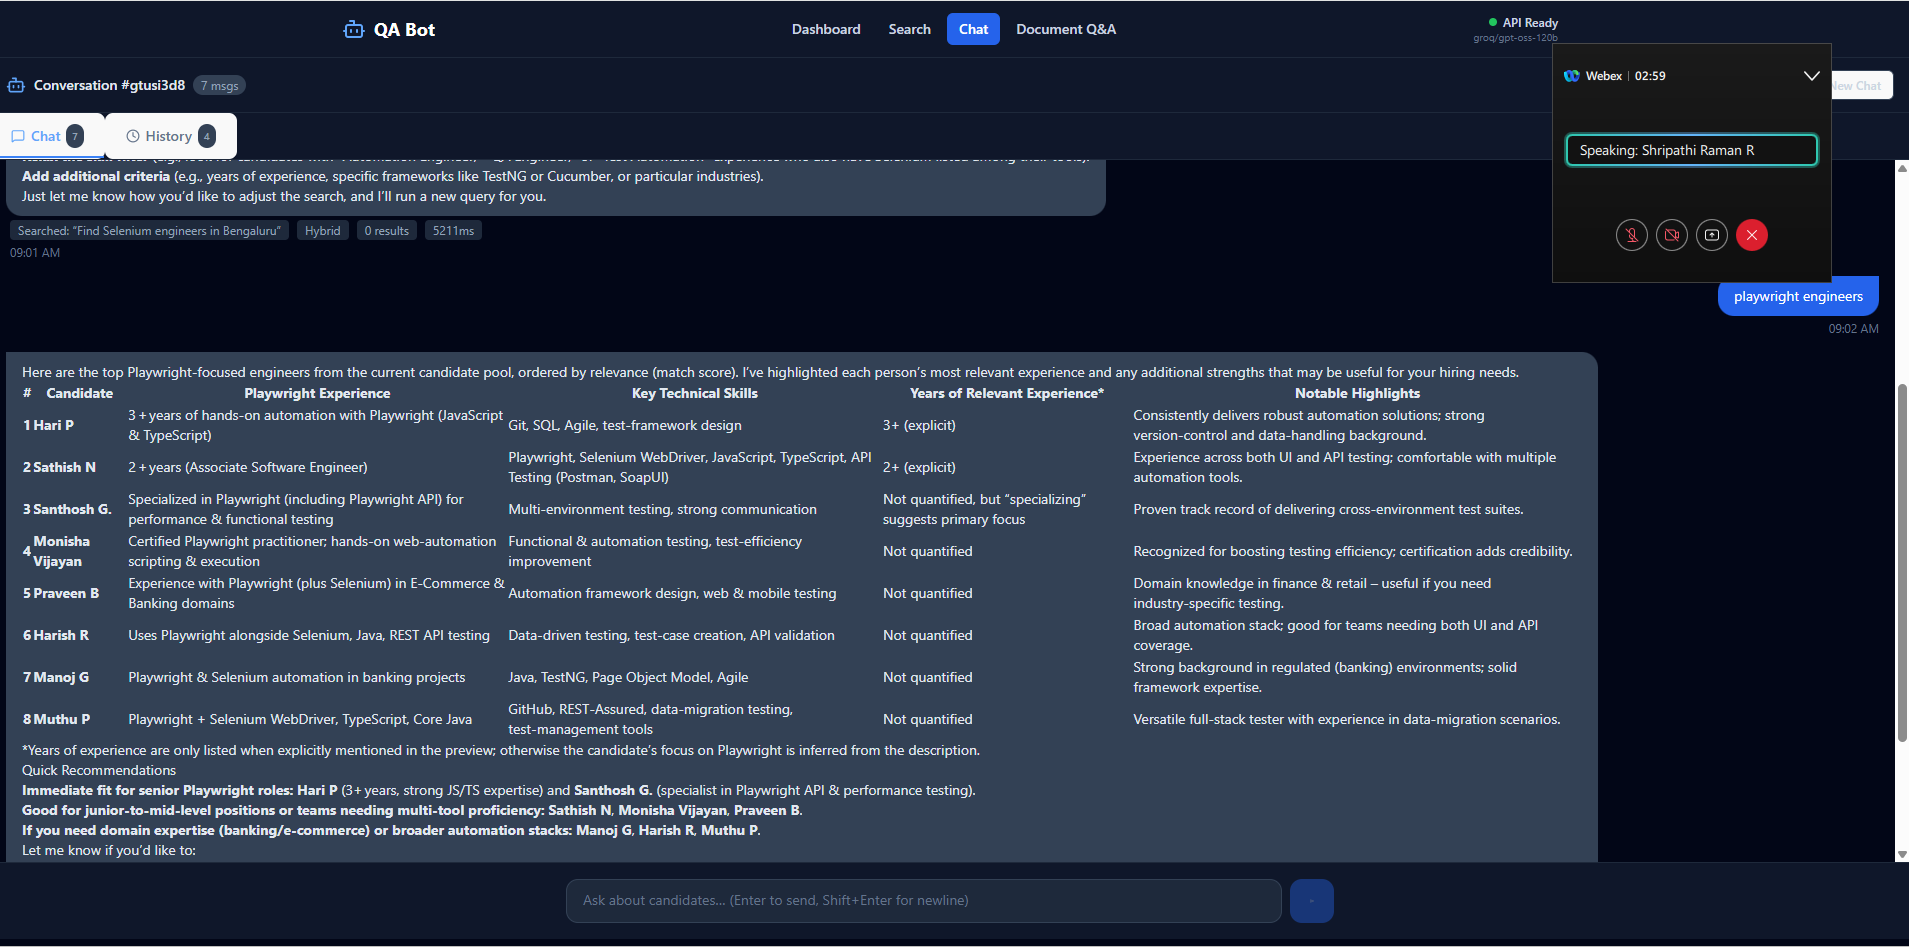 QA Bot
Dashboard
Search
Chat
Document Q&A
API Ready
groq/gpt-oss-120b
Webex | 02:59
Conversation #gtusi3d8
7 msgs
New Chat
Chat 7
History 4
Speaking: Shripathi Raman R
Add additional criteria (e.g., years of experience, specific frameworks like TestNG or Cucumber, or particular industries).
Just let me know how you’d like to adjust the search, and I’ll run a new query for you.
Searched: “Find Selenium engineers in Bengaluru”
Hybrid
0 results
5211ms
09:01 AM
playwright engineers
09:02 AM
Here are the top Playwright-focused engineers from the current candidate pool, ordered by relevance (match score). I’ve highlighted each person’s most relevant experience and any additional strengths that may be useful for your hiring needs.
# Candidate Playwright Experience Key Technical Skills Years of Relevant Experience* Notable Highlights
1 Hari P
3 + years of hands-on automation with Playwright (JavaScript
& TypeScript)
Git, SQL, Agile, test-framework design
3+ (explicit)
Consistently delivers robust automation solutions; strong
version-control and data-handling background.
2 Sathish N
2 + years (Associate Software Engineer)
Playwright, Selenium WebDriver, JavaScript, TypeScript, API
Testing (Postman, SoapUI)
2+ (explicit)
Experience across both UI and API testing; comfortable with multiple
automation tools.
3 Santhosh G.
Specialized in Playwright (including Playwright API) for
performance & functional testing
Multi-environment testing, strong communication
Not quantified, but “specializing”
suggests primary focus
Proven track record of delivering cross-environment test suites.
4 Monisha
Vijayan
Certified Playwright practitioner; hands-on web-automation
scripting & execution
Functional & automation testing, test-efficiency
improvement
Not quantified
Recognized for boosting testing efficiency; certification adds credibility.
5 Praveen B
Experience with Playwright (plus Selenium) in E-Commerce &
Banking domains
Automation framework design, web & mobile testing
Not quantified
Domain knowledge in finance & retail – useful if you need
industry-specific testing.
6 Harish R
Uses Playwright alongside Selenium, Java, REST API testing
Data-driven testing, test-case creation, API validation
Not quantified
Broad automation stack; good for teams needing both UI and API
coverage.
7 Manoj G
Playwright & Selenium automation in banking projects
Java, TestNG, Page Object Model, Agile
Not quantified
Strong background in regulated (banking) environments; solid
framework expertise.
8 Muthu P
Playwright + Selenium WebDriver, TypeScript, Core Java
GitHub, REST-Assured, data-migration testing,
test-management tools
Not quantified
Versatile full-stack tester with experience in data-migration scenarios.
*Years of experience are only listed when explicitly mentioned in the preview; otherwise the candidate’s focus on Playwright is inferred from the description.
Quick Recommendations
Immediate fit for senior Playwright roles: Hari P (3+ years, strong JS/TS expertise) and Santhosh G. (specialist in Playwright API & performance testing).
Good for junior-to-mid-level positions or teams needing multi-tool proficiency: Sathish N, Monisha Vijayan, Praveen B.
If you need domain expertise (banking/e-commerce) or broader automation stacks: Manoj G, Harish R, Muthu P.
Let me know if you’d like to:
Ask about candidates... (Enter to send, Shift+Enter for newline)